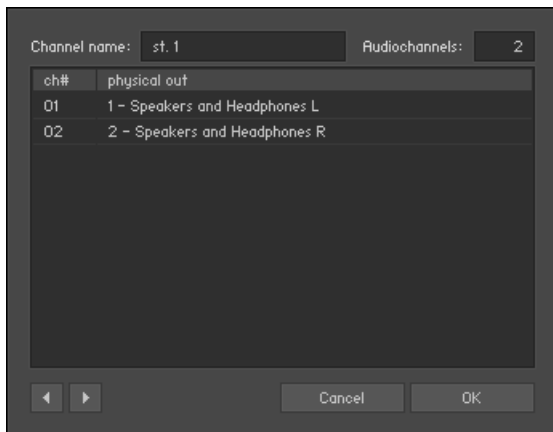 Channel name: st. 1 Audiochannels: 2
ch# physical out
01 1 - Speakers and Headphones L
02 2 - Speakers and Headphones R
Cancel OK